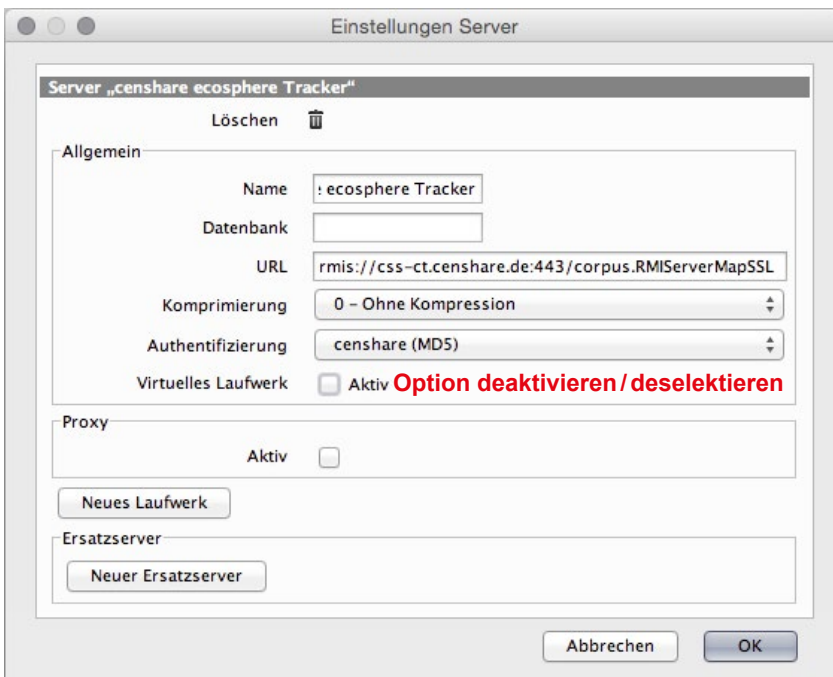 Einstellungen Server
Server „censhare ecosphere Tracker“
Löschen
Allgemein
Name : ecosphere Tracker
Datenbank
URL rmis://css-ct.censhare.de:443/corpus.RMIServerMapSSL
Komprimierung 0 – Ohne Kompression
Authentifizierung censhare (MD5)
Virtuelles Laufwerk Aktiv Option deaktivieren/deselektieren
Proxy
Aktiv
Neues Laufwerk
Ersatzserver
Neuer Ersatzserver
Abbrechen OK